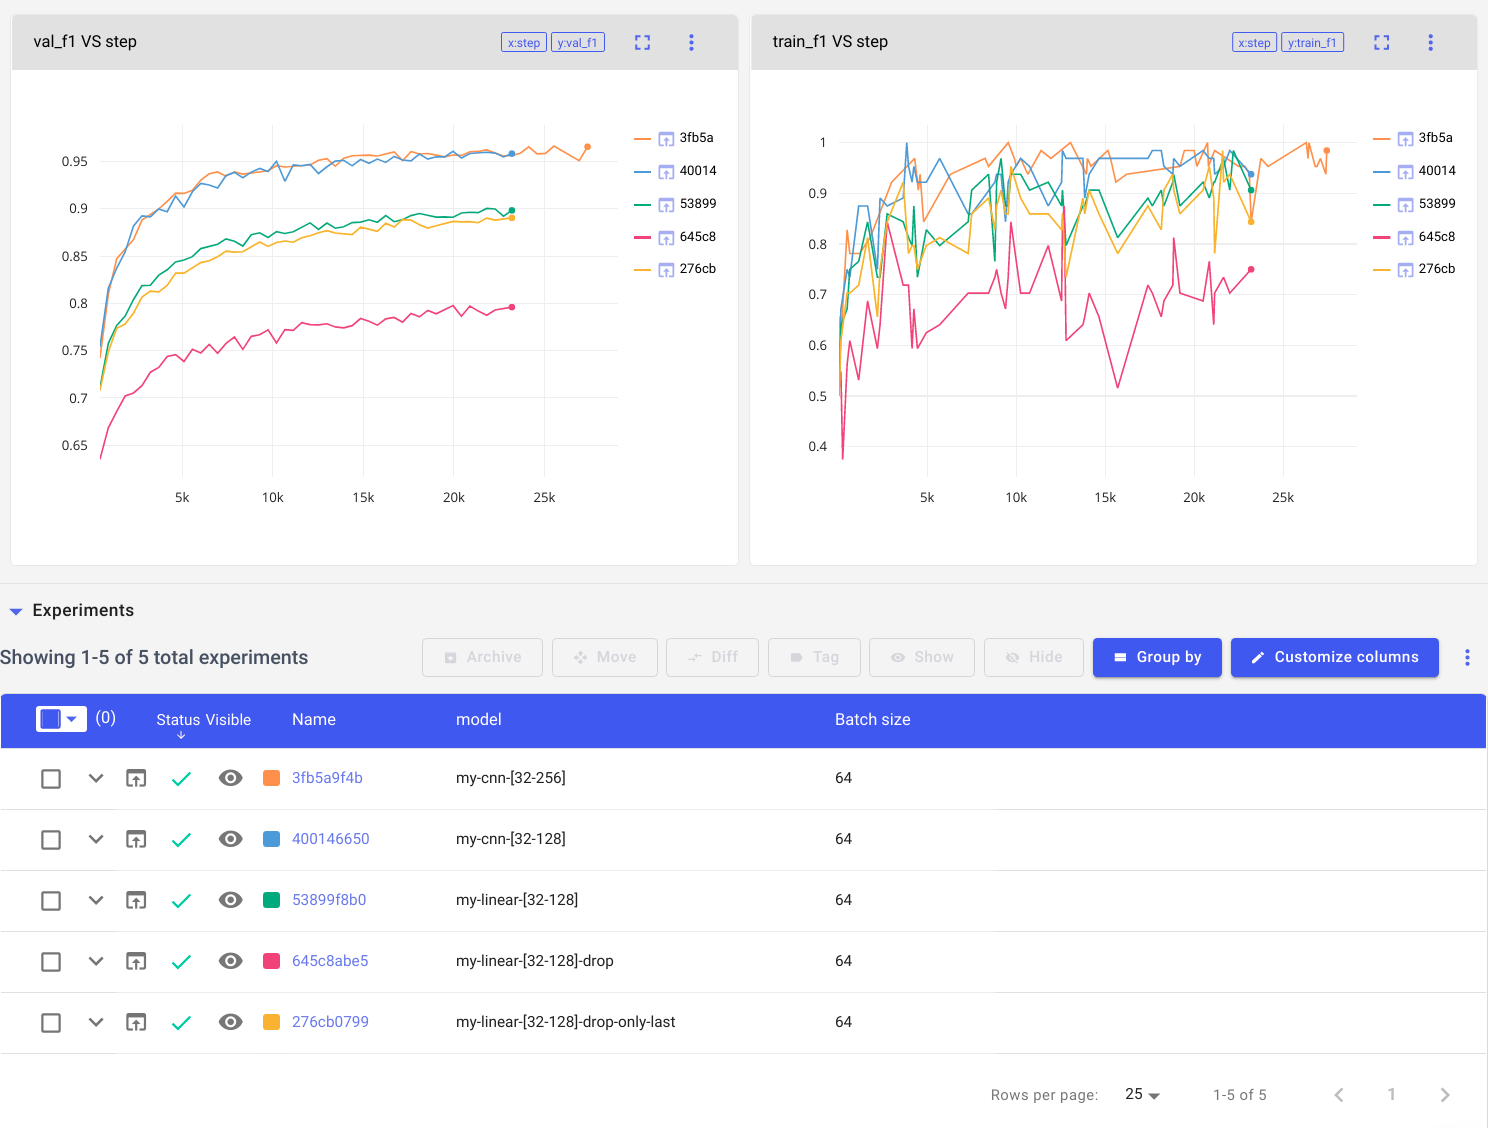 val_f1 VS step
x:step y:val_f1
0.95
0.9
0.85
0.8
0.75
0.7
0.65
5k 10k 15k 20k 25k
3fb5a
40014
53899
645c8
276cb
train_f1 VS step
x:step y:train_f1
1
0.9
0.8
0.7
0.6
0.5
0.4
5k 10k 15k 20k 25k
3fb5a
40014
53899
645c8
276cb
Experiments
Showing 1-5 of 5 total experiments
Archive Move Diff Tag Show Hide Group by Customize columns
(0) Status Visible Name model Batch size
3fb5a9f4b my-cnn-[32-256] 64
400146650 my-cnn-[32-128] 64
53899f8b0 my-linear-[32-128] 64
645c8abe5 my-linear-[32-128]-drop 64
276cb0799 my-linear-[32-128]-drop-only-last 64
Rows per page: 25 1-5 of 5 1